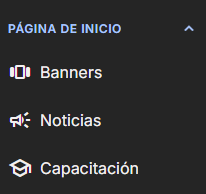 PÁGINA DE INICIO
Banners
Noticias
Capacitación